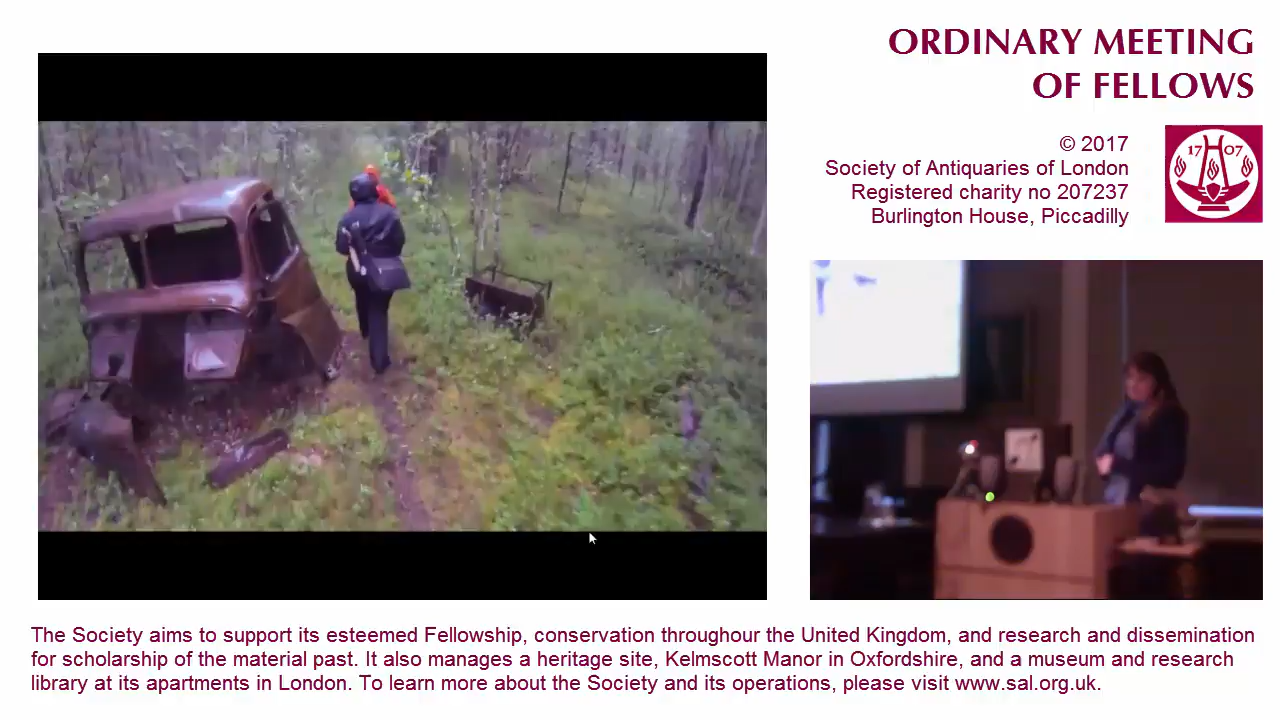 ORDINARY MEETING
OF FELLOWS
© 2017
Society of Antiquaries of London
Registered charity no 207237
Burlington House, Piccadilly
17 07
The Society aims to support its esteemed Fellowship, conservation throughour the United Kingdom, and research and dissemination
for scholarship of the material past. It also manages a heritage site, Kelmscott Manor in Oxfordshire, and a museum and research
library at its apartments in London. To learn more about the Society and its operations, please visit www.sal.org.uk.